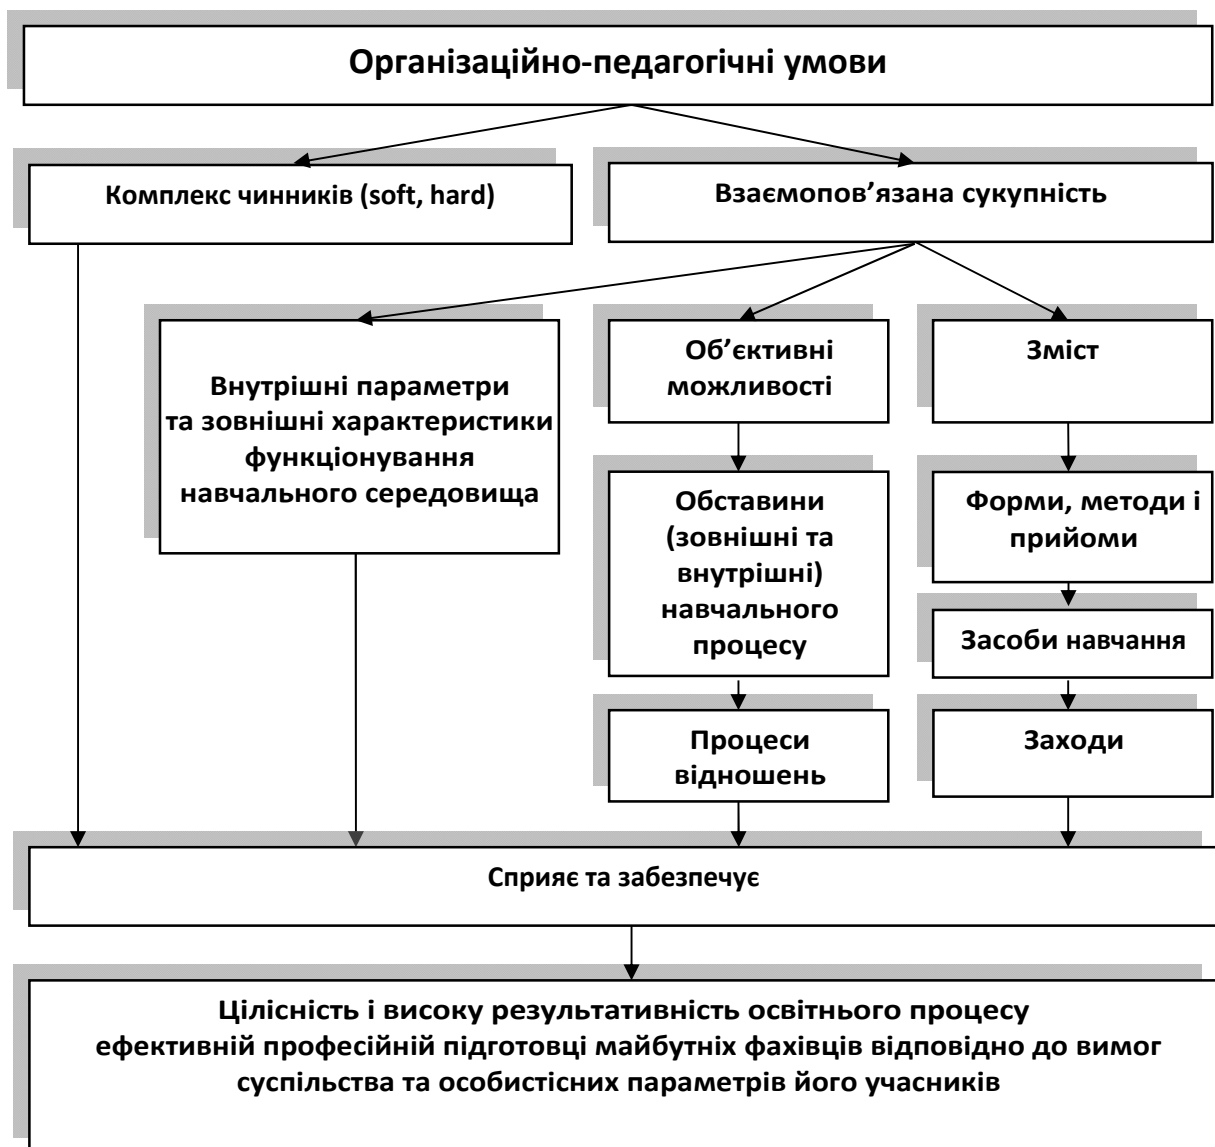 Організаційно-педагогічні умови
Комплекс чинників (soft, hard)
Взаємопов’язана сукупність
Внутрішні параметри
та зовнішні характеристики
функціонування
навчального середовища
Об’єктивні
можливості
Зміст
Обставини
(зовнішні та
внутрішні)
навчального
процесу
Форми, методи і
прийоми
Засоби навчання
Процеси
відношень
Заходи
Сприяє та забезпечує
Цілісність і високу результативність освітнього процесу
ефективній професійній підготовці майбутніх фахівців відповідно до вимог
суспільства та особистісних параметрів його учасників